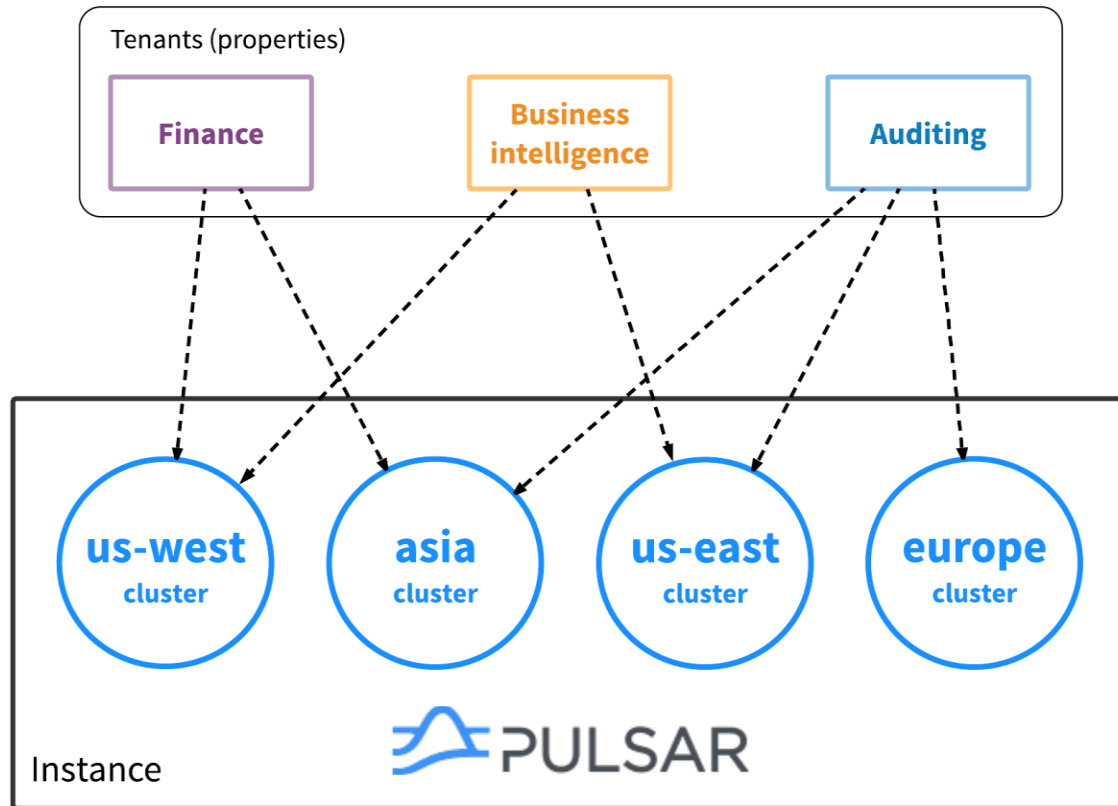 Tenants (properties)
Finance
Business
intelligence
Auditing
us-west
cluster
asia
cluster
us-east
cluster
europe
cluster
PULSAR
Instance